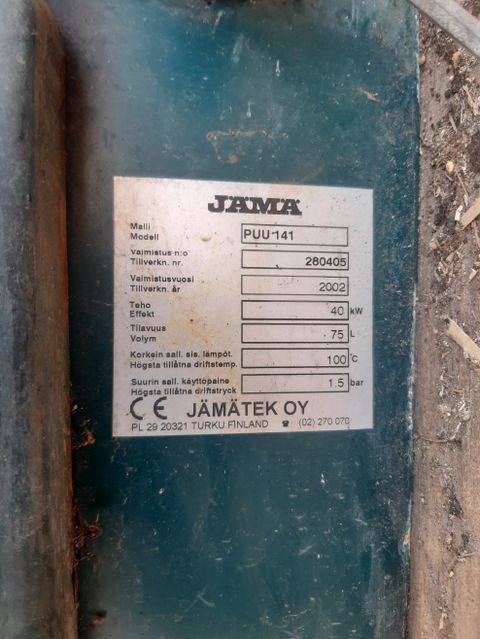 JÄMÄ
Malli
Modell
PUU-141
Valmistus n:o
Tillverkn. nr.
280405
Valmistusvuosi
Tillverkn. år
2002
Teho
Effekt
40 kW
Tilavuus
Volym
75 L
Korkein sall. sis. lämpöt.
Högsta tillåtna driftstemp.
100 °C
Suurin sall. käyttöpaine
Högsta tillåtna driftstryck
1.5 bar
CE JÄMÄTEK OY
PL 29 20321 TURKU FINLAND ☎ (02) 270 070